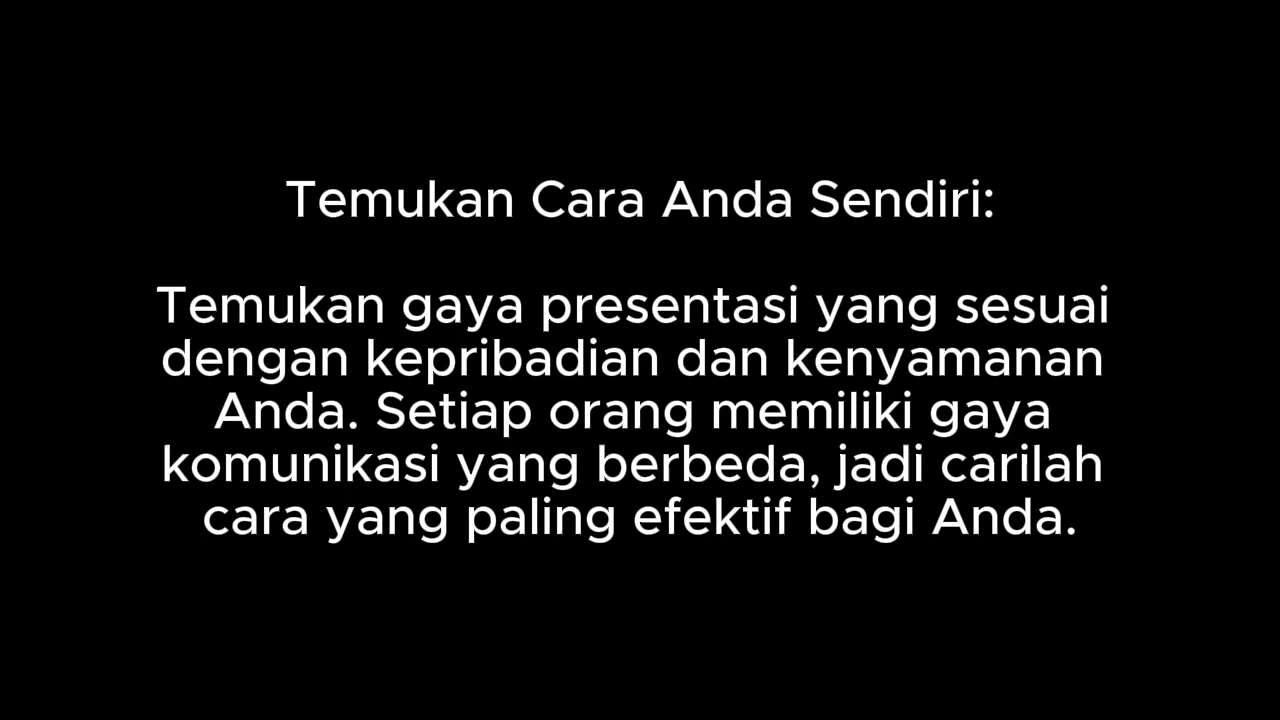 Temukan Cara Anda Sendiri:
Temukan gaya presentasi yang sesuai
dengan kepribadian dan kenyamanan
Anda. Setiap orang memiliki gaya
komunikasi yang berbeda, jadi carilah
cara yang paling efektif bagi Anda.